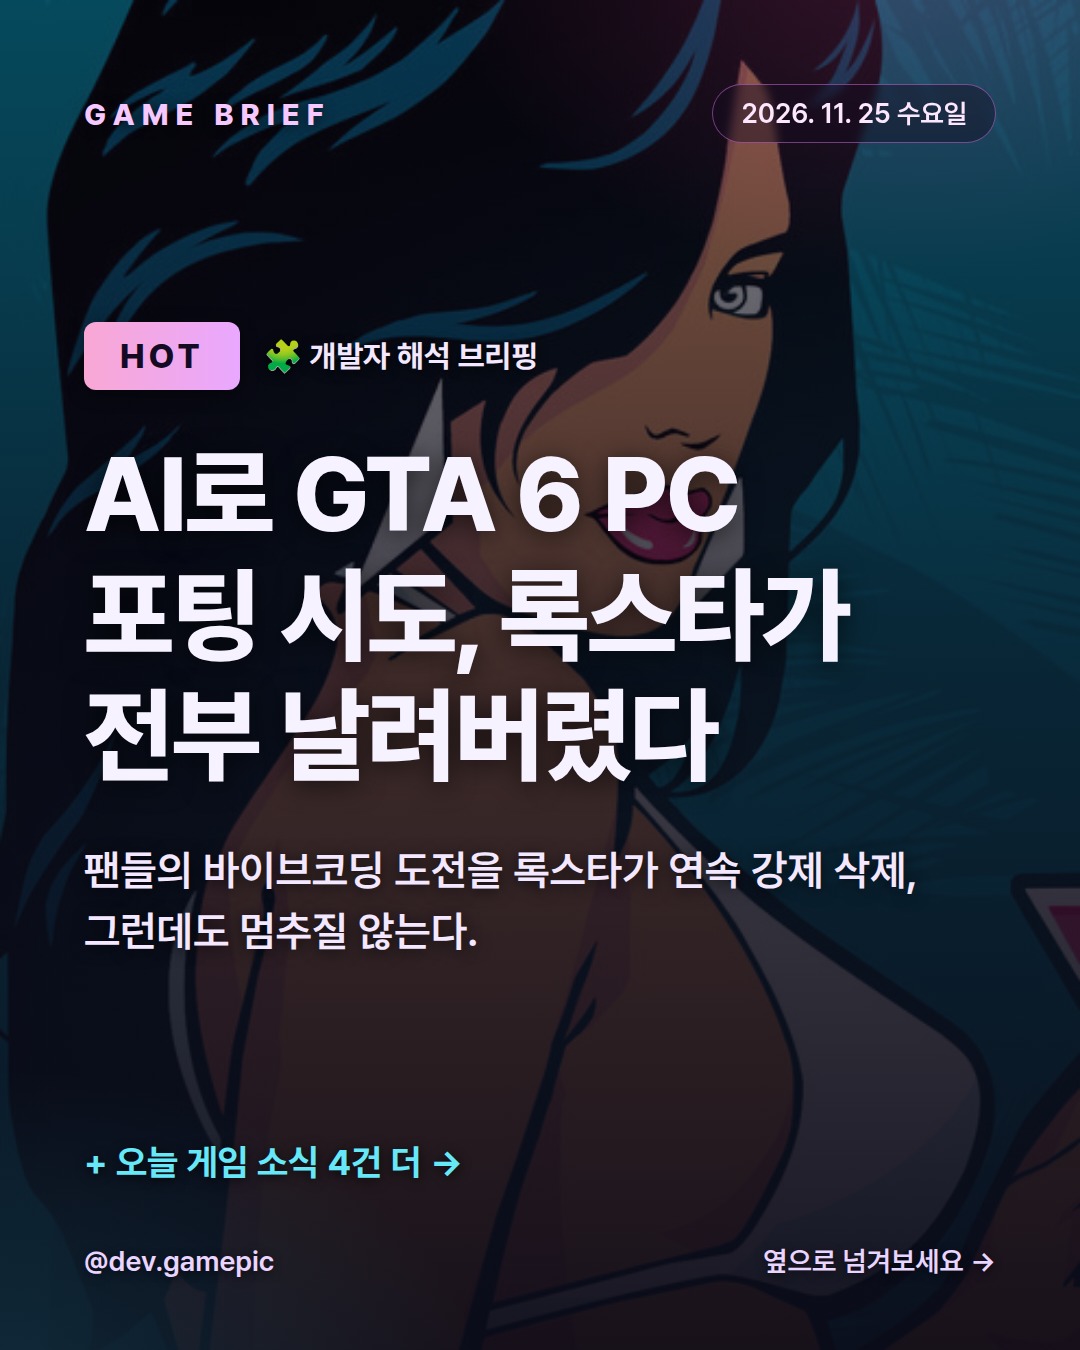 GAME BRIEF
2026. 11. 25 수요일
HOT
🧩 개발자 해석 브리핑
AI로 GTA 6 PC
포팅 시도, 록스타가
전부 날려버렸다
팬들의 바이브코딩 도전을 록스타가 연속 강제 삭제,
그런데도 멈추질 않는다.
+ 오늘 게임 소식 4건 더 →
@dev.gamepic
옆으로 넘겨보세요 →